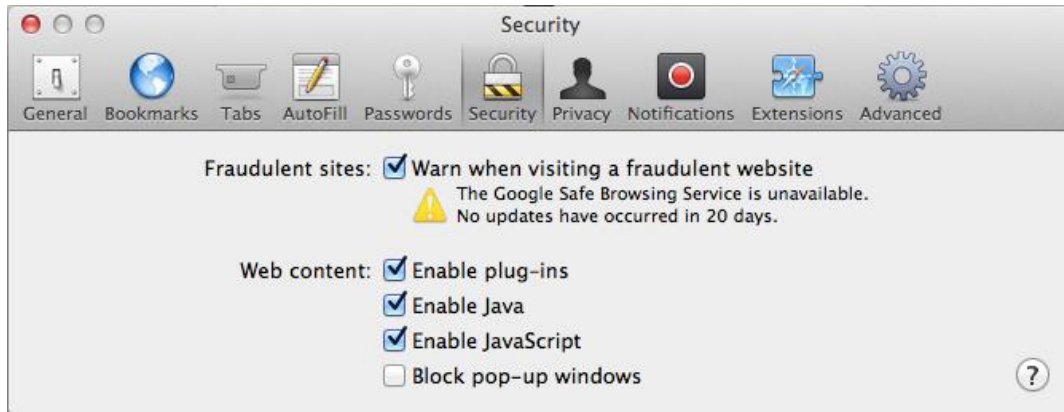 Security
General Bookmarks Tabs AutoFill Passwords Security Privacy Notifications Extensions Advanced
Fraudulent sites: Warn when visiting a fraudulent website
The Google Safe Browsing Service is unavailable.
No updates have occurred in 20 days.
Web content: Enable plug-ins
Enable Java
Enable JavaScript
Block pop-up windows
?